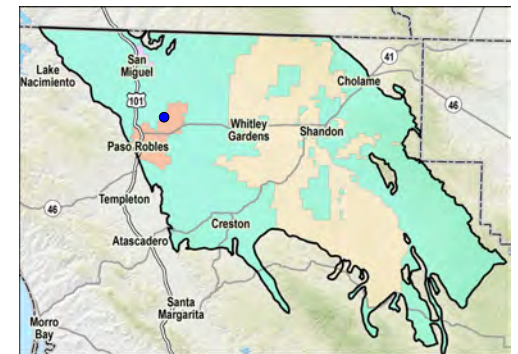 San
Miguel
Lake
Nacimiento
41
Cholame
101
46
Whitley
Gardens
Shandon
Paso Robles
Templeton
46
Creston
Atascadero
Santa
Margarita
Morro
Bay